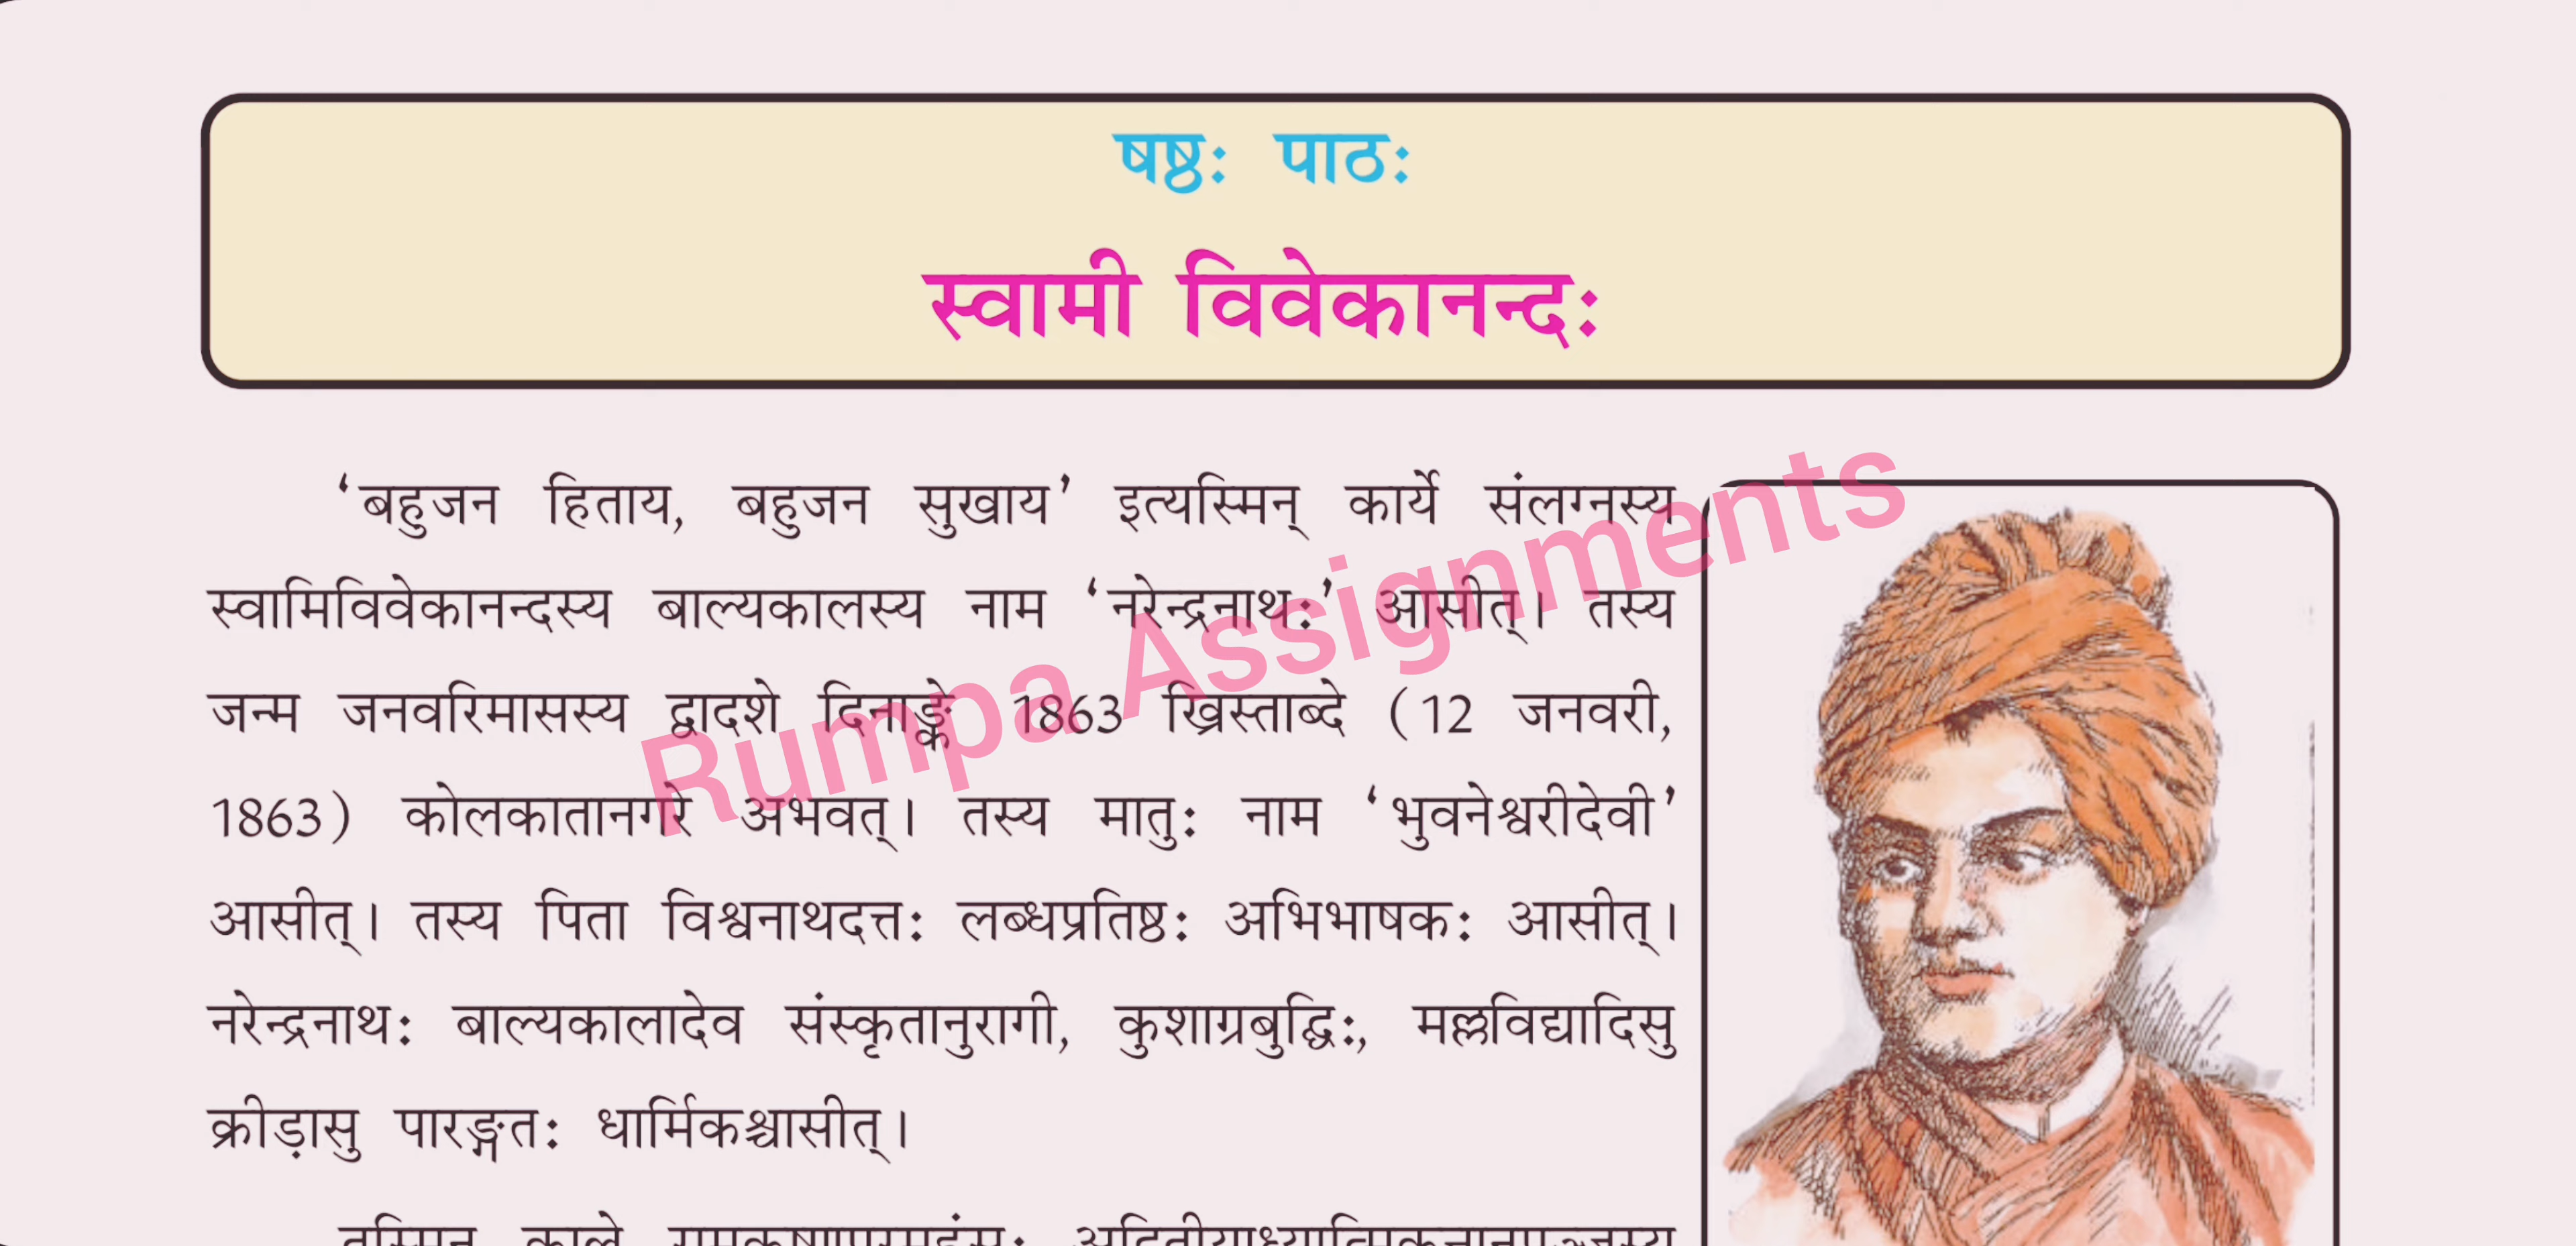 षष्ठः पाठः
स्वामी विवेकानन्दः
‘बहुजन हिताय, बहुजन सुखाय’ इत्यस्मिन् कार्ये संलग्नस्य
स्वामिविवेकानन्दस्य बाल्यकालस्य नाम ‘नरेन्द्रनाथः’ आसीत्। तस्य
जन्म जनवरिमासस्य द्वादशे दिनाङ्के 1863 ख्रिस्ताब्दे (12 जनवरी,
1863) कोलकातानगरे अभवत्। तस्य मातुः नाम ‘भुवनेश्वरीदेवी’
आसीत्। तस्य पिता विश्वनाथदत्तः लब्धप्रतिष्ठः अभिभाषकः आसीत्।
नरेन्द्रनाथः बाल्यकालादेव संस्कृतानुरागी, कुशाग्रबुद्धिः, मल्लविद्यादिसु
क्रीड़ासु पारङ्गतः धार्मिकश्चासीत्।
Rumpa Assignments